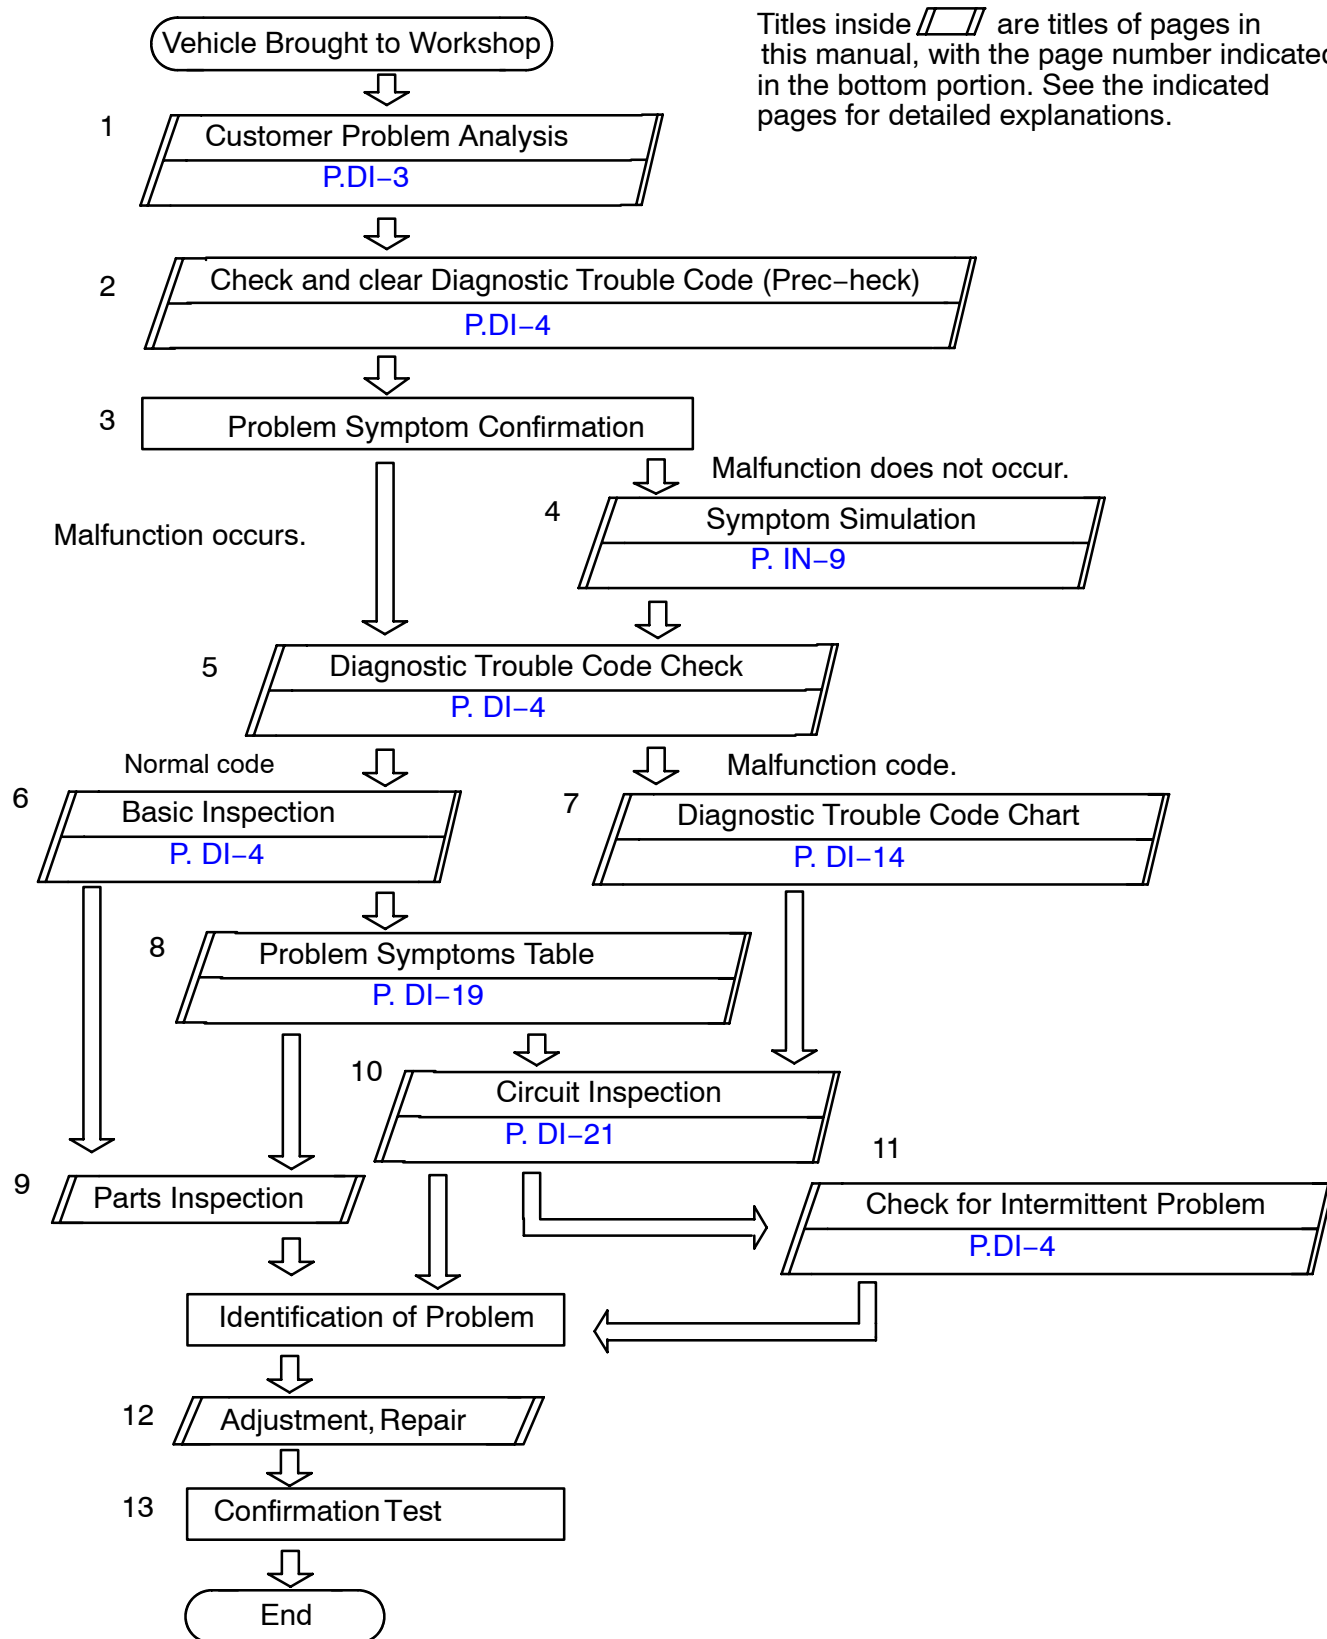 Vehicle Brought to Workshop
Titles inside are titles of pages in
this manual, with the page number indicated
in the bottom portion. See the indicated
pages for detailed explanations.
1
Customer Problem Analysis
P.DI–3
2
Check and clear Diagnostic Trouble Code (Prec–heck)
P.DI–4
3
Problem Symptom Confirmation
Malfunction does not occur.
Malfunction occurs.
4
Symptom Simulation
P. IN–9
5
Diagnostic Trouble Code Check
P. DI–4
Normal code
Malfunction code.
6
Basic Inspection
P. DI–4
7
Diagnostic Trouble Code Chart
P. DI–14
8
Problem Symptoms Table
P. DI–19
10
Circuit Inspection
P. DI–21
11
9
Parts Inspection
Check for Intermittent Problem
P.DI–4
Identification of Problem
12
Adjustment, Repair
13
Confirmation Test
End